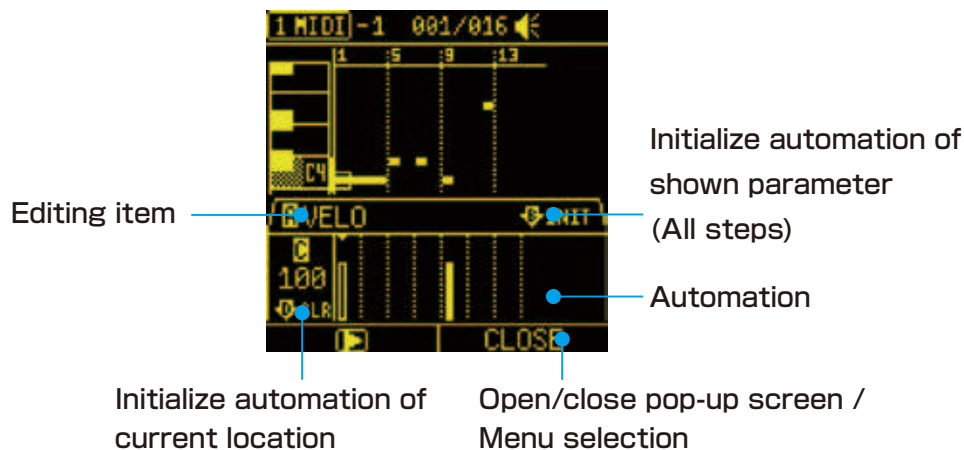 1 MIDI -1 001/016
1 5 9 13
C4
Initialize automation of
shown parameter
(All steps)
Editing item
VELO
INIT
C
100
CLR
Automation
CLOSE
Initialize automation of
current location
Open/close pop-up screen /
Menu selection